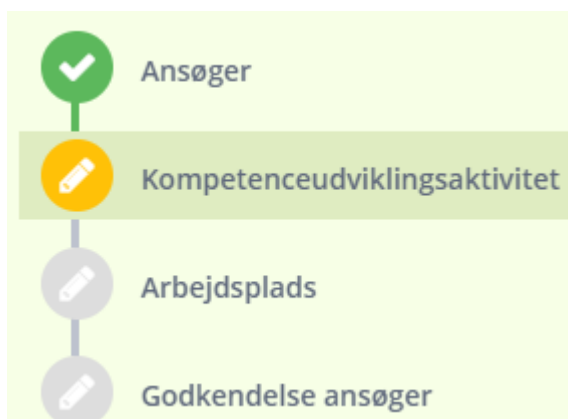 Ansøger
Kompetenceudviklingsaktivitet
Arbejdsplads
Godkendelse ansøger